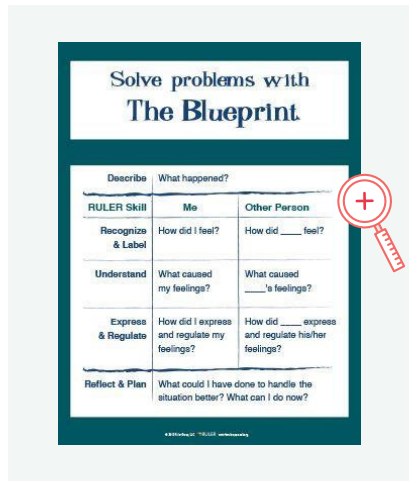 Solve problems with
The Blueprint
Describe What happened?
RULER Skill Me Other Person
Recognize How did I feel? How did ____ feel?
& Label
Understand What caused What caused
my feelings? ____'s feelings?
Express How did I express How did ____ express
& Regulate and regulate my and regulate his/her
feelings? feelings?
Reflect & Plan What could I have done to handle the
situation better? What can I do now?
RULER